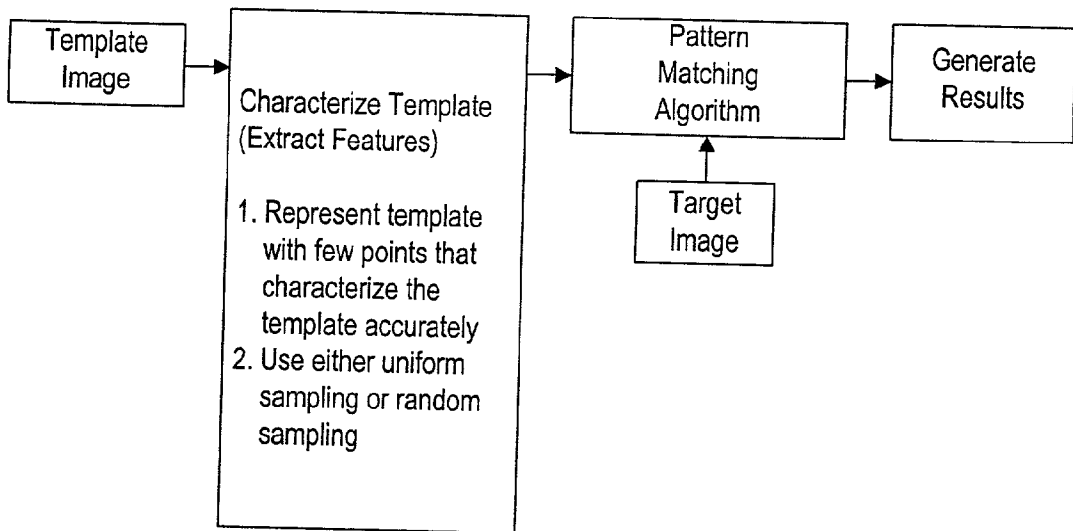 Template
Image
Characterize Template
(Extract Features)
1. Represent template
with few points that
characterize the
template accurately
2. Use either uniform
sampling or random
sampling
Pattern
Matching
Algorithm
Target
Image
Generate
Results